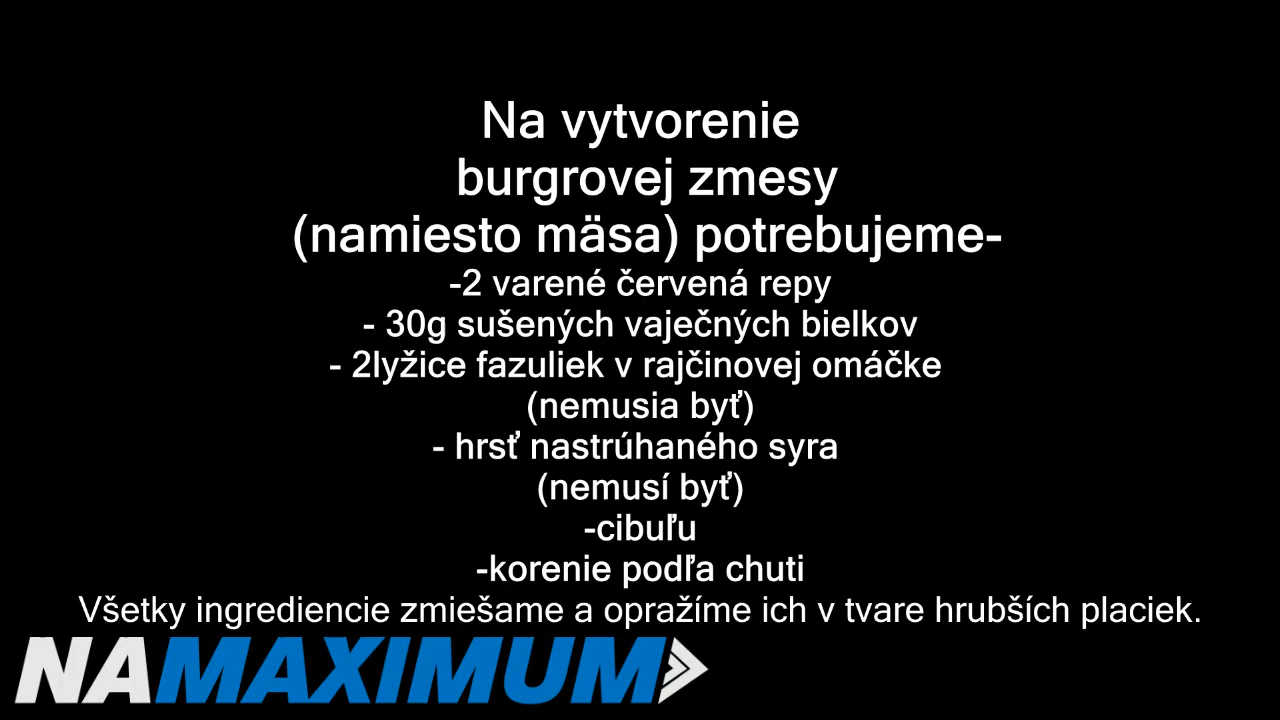 Na vytvorenie
burgrovej zmesy
(namiesto mäsa) potrebujeme-
-2 varené červená repy
- 30g sušených vaječných bielkov
- 2lyžice fazuliek v rajčinovej omáčke
(nemusia byť)
- hrsť nastrúhaného syra
(nemusí byť)
-cibuľu
-korenie podľa chuti
Všetky ingrediencie zmiešame a opražíme ich v tvare hrubších placiek.
NAMAXIMUM